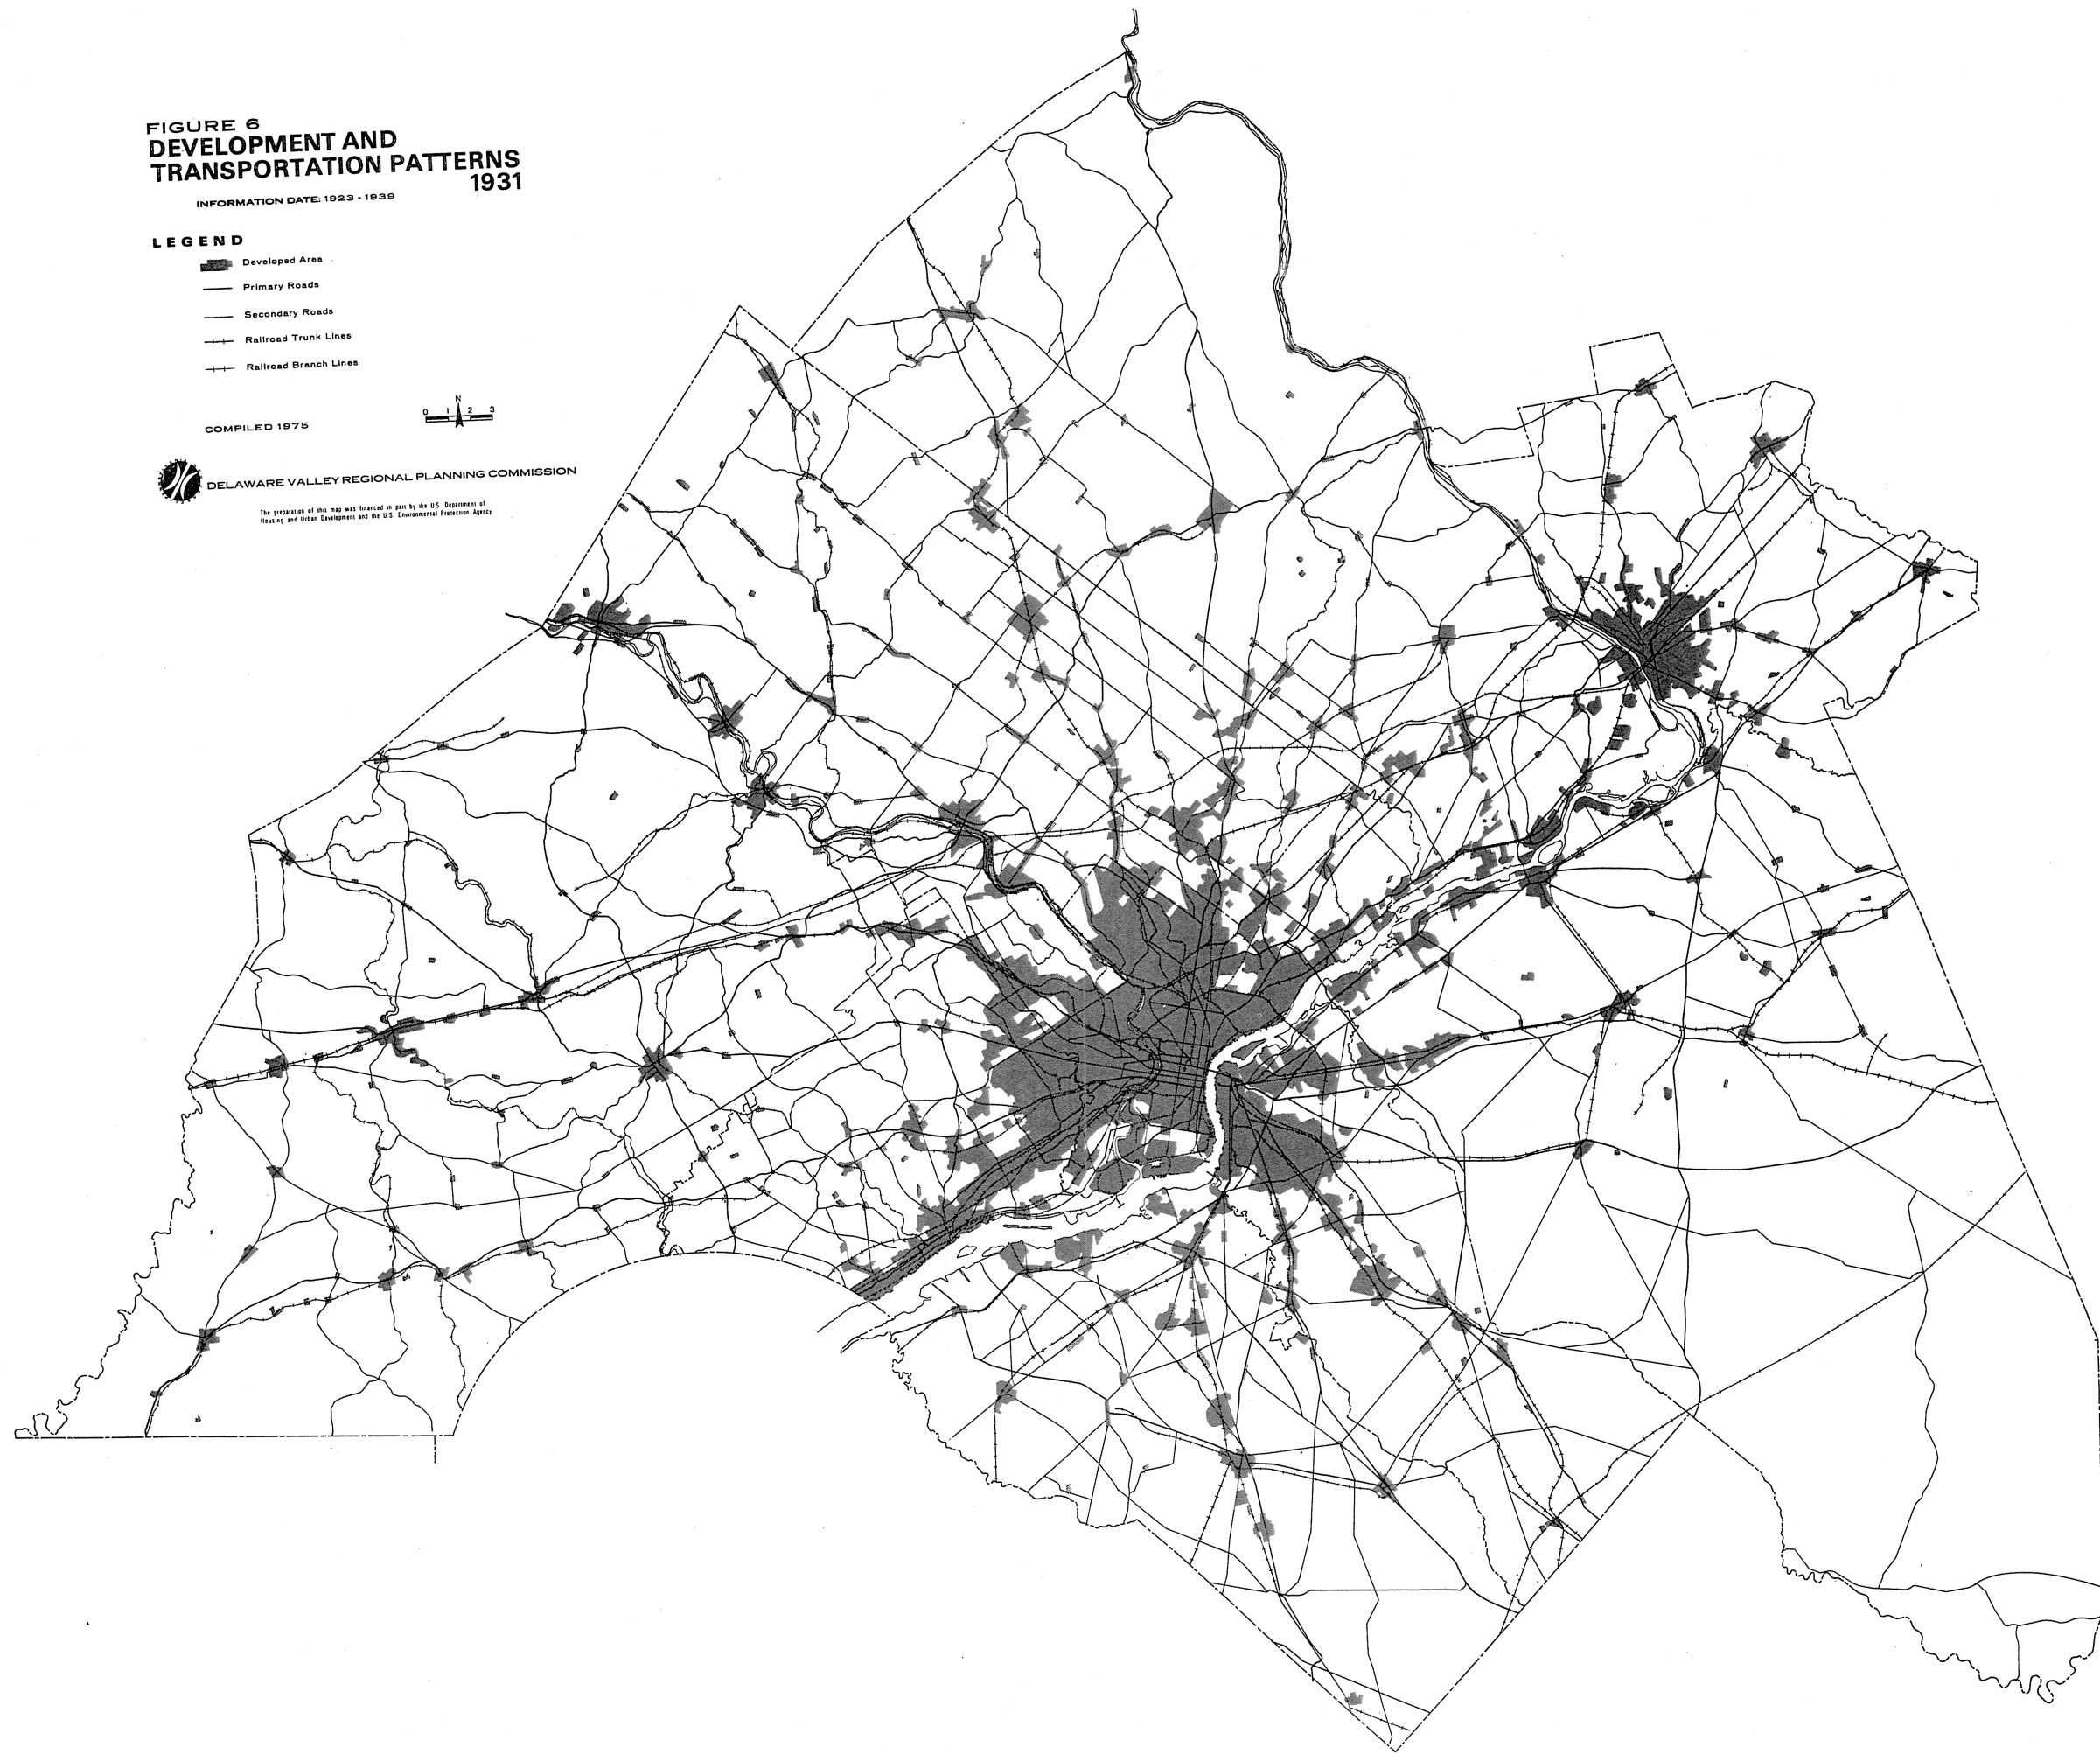 FIGURE 6
DEVELOPMENT AND
TRANSPORTATION PATTERNS
1931
INFORMATION DATE: 1923 - 1939
LEGEND
Developed Area
Primary Roads
Secondary Roads
Railroad Trunk Lines
Railroad Branch Lines
N
0 1 2 3
COMPILED 1975
DELAWARE VALLEY REGIONAL PLANNING COMMISSION
The preparation of this map was financed in part by the U.S. Department of
Housing and Urban Development and the U.S. Environmental Protection Agency